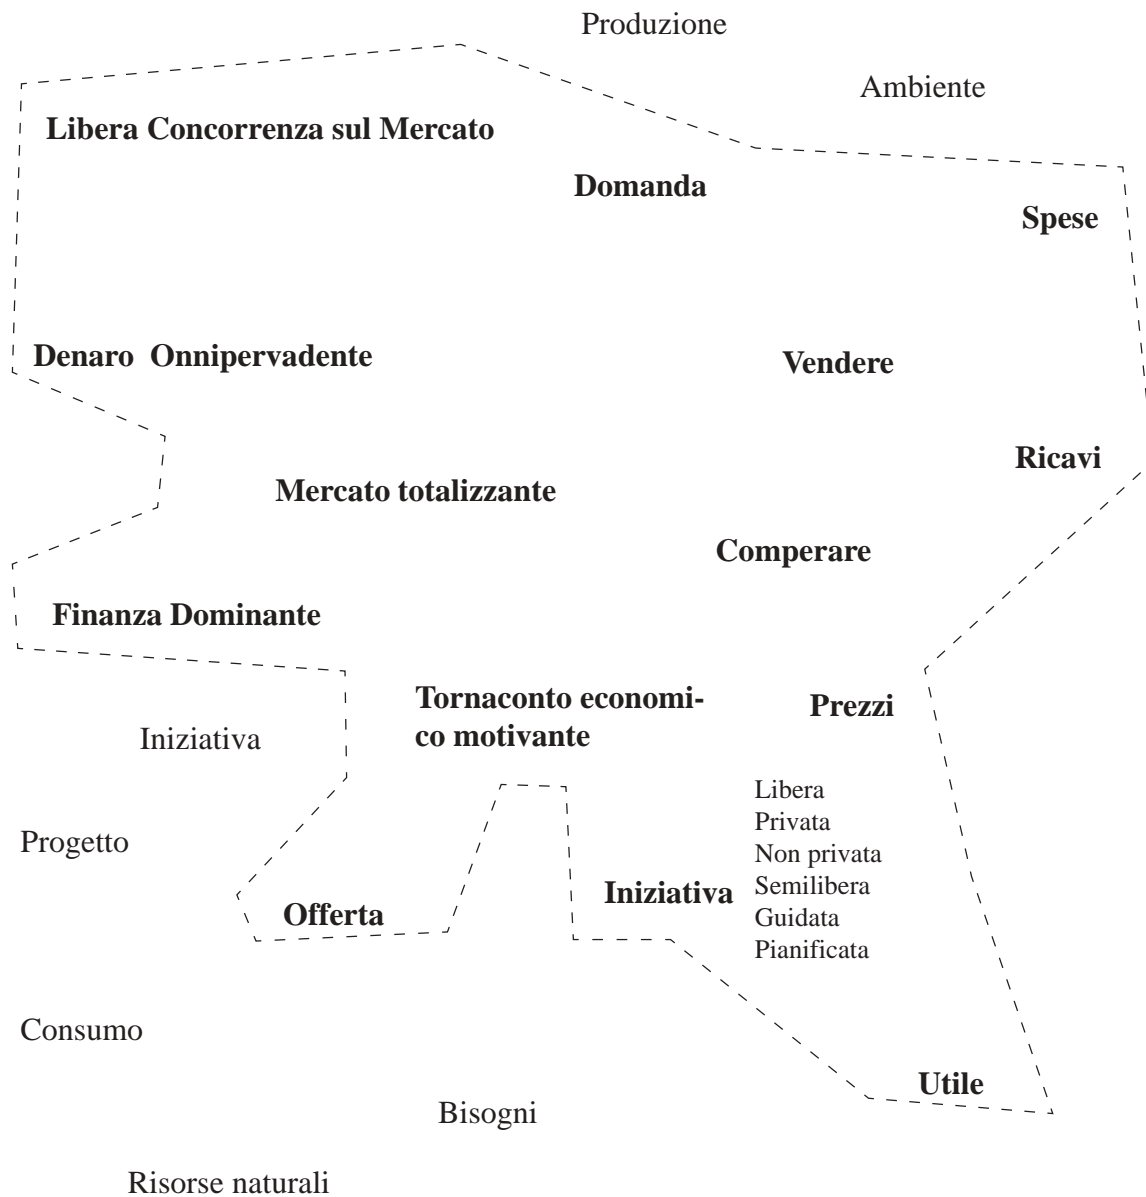 Produzione
Ambiente
Libera Concorrenza sul Mercato
Domanda
Spese
Denaro  Onnipervadente
Vendere
Ricavi
Mercato totalizzante
Comperare
Finanza Dominante
Tornaconto economi-
co motivante
Prezzi
Iniziativa
Libera
Privata
Non privata
Semilibera
Guidata
Pianificata
Progetto
Iniziativa
Offerta
Consumo
Utile
Bisogni
Risorse naturali